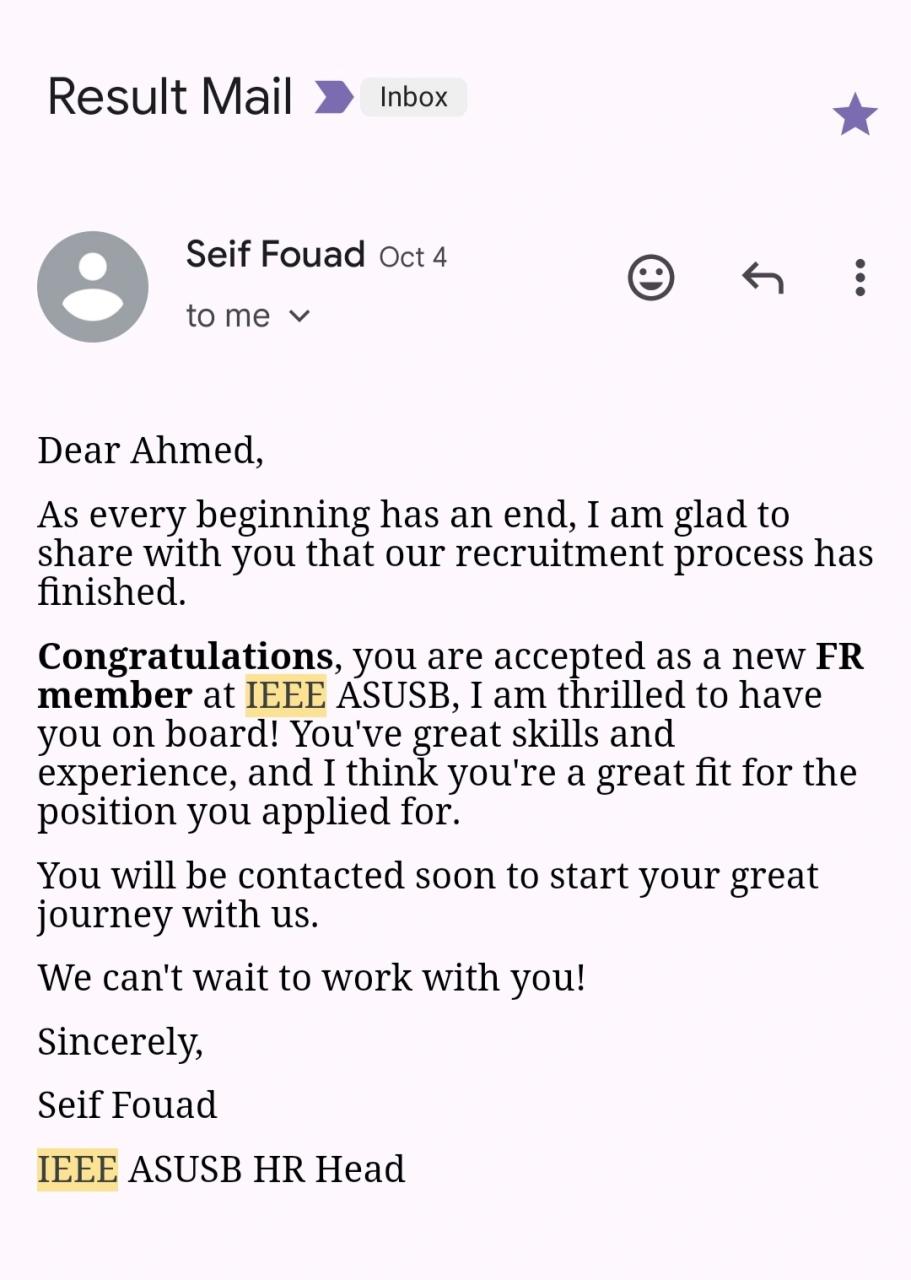 Result Mail
Inbox
Seif Fouad Oct 4
to me
Dear Ahmed,
As every beginning has an end, I am glad to
share with you that our recruitment process has
finished.
Congratulations, you are accepted as a new FR
member at IEEE ASUSB, I am thrilled to have
you on board! You've great skills and
experience, and I think you're a great fit for the
position you applied for.
You will be contacted soon to start your great
journey with us.
We can't wait to work with you!
Sincerely,
Seif Fouad
IEEE ASUSB HR Head